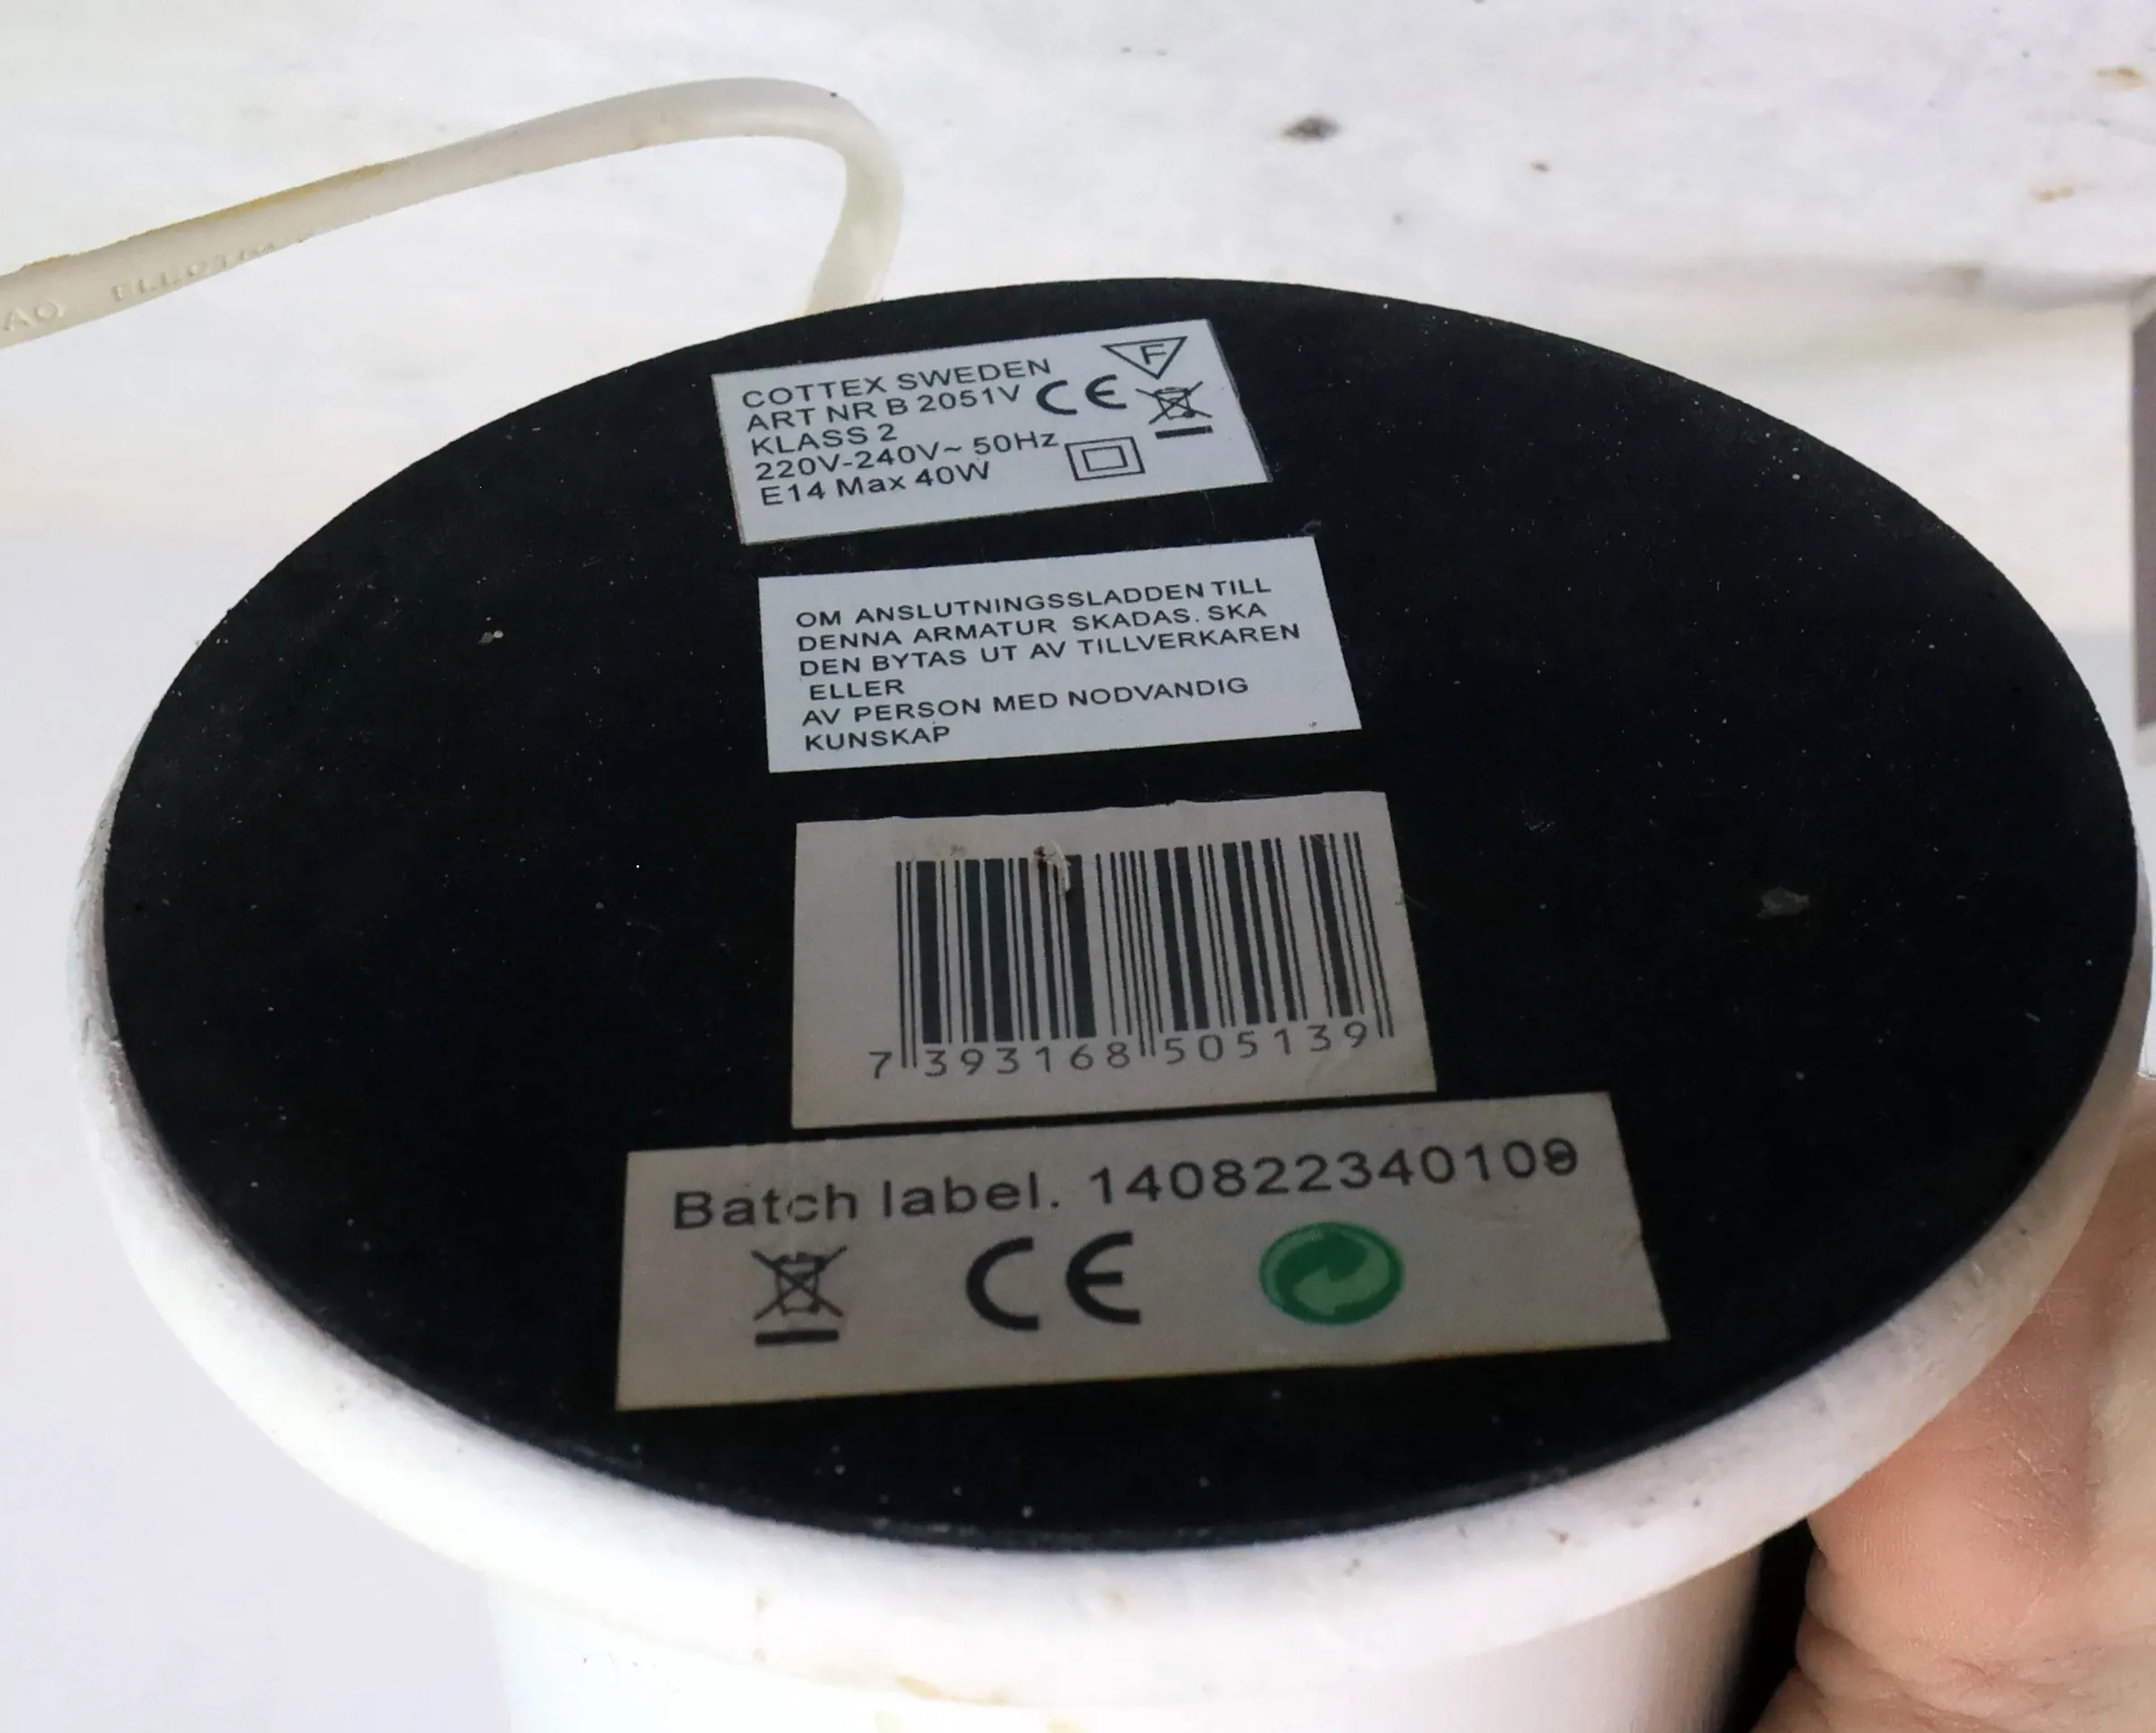 COTTEX SWEDEN
F
ART NR B 2051V
CE
KLASS 2
220V-240V~ 50Hz
E14 Max 40W
OM ANSLUTNINGSSLADDEN TILL
DENNA ARMATUR SKADAS. SKA
DEN BYTAS UT AV TILLVERKAREN
ELLER
AV PERSON MED NODVANDIG
KUNSKAP
7 393168 505139
Batch label. 140822340109
CE